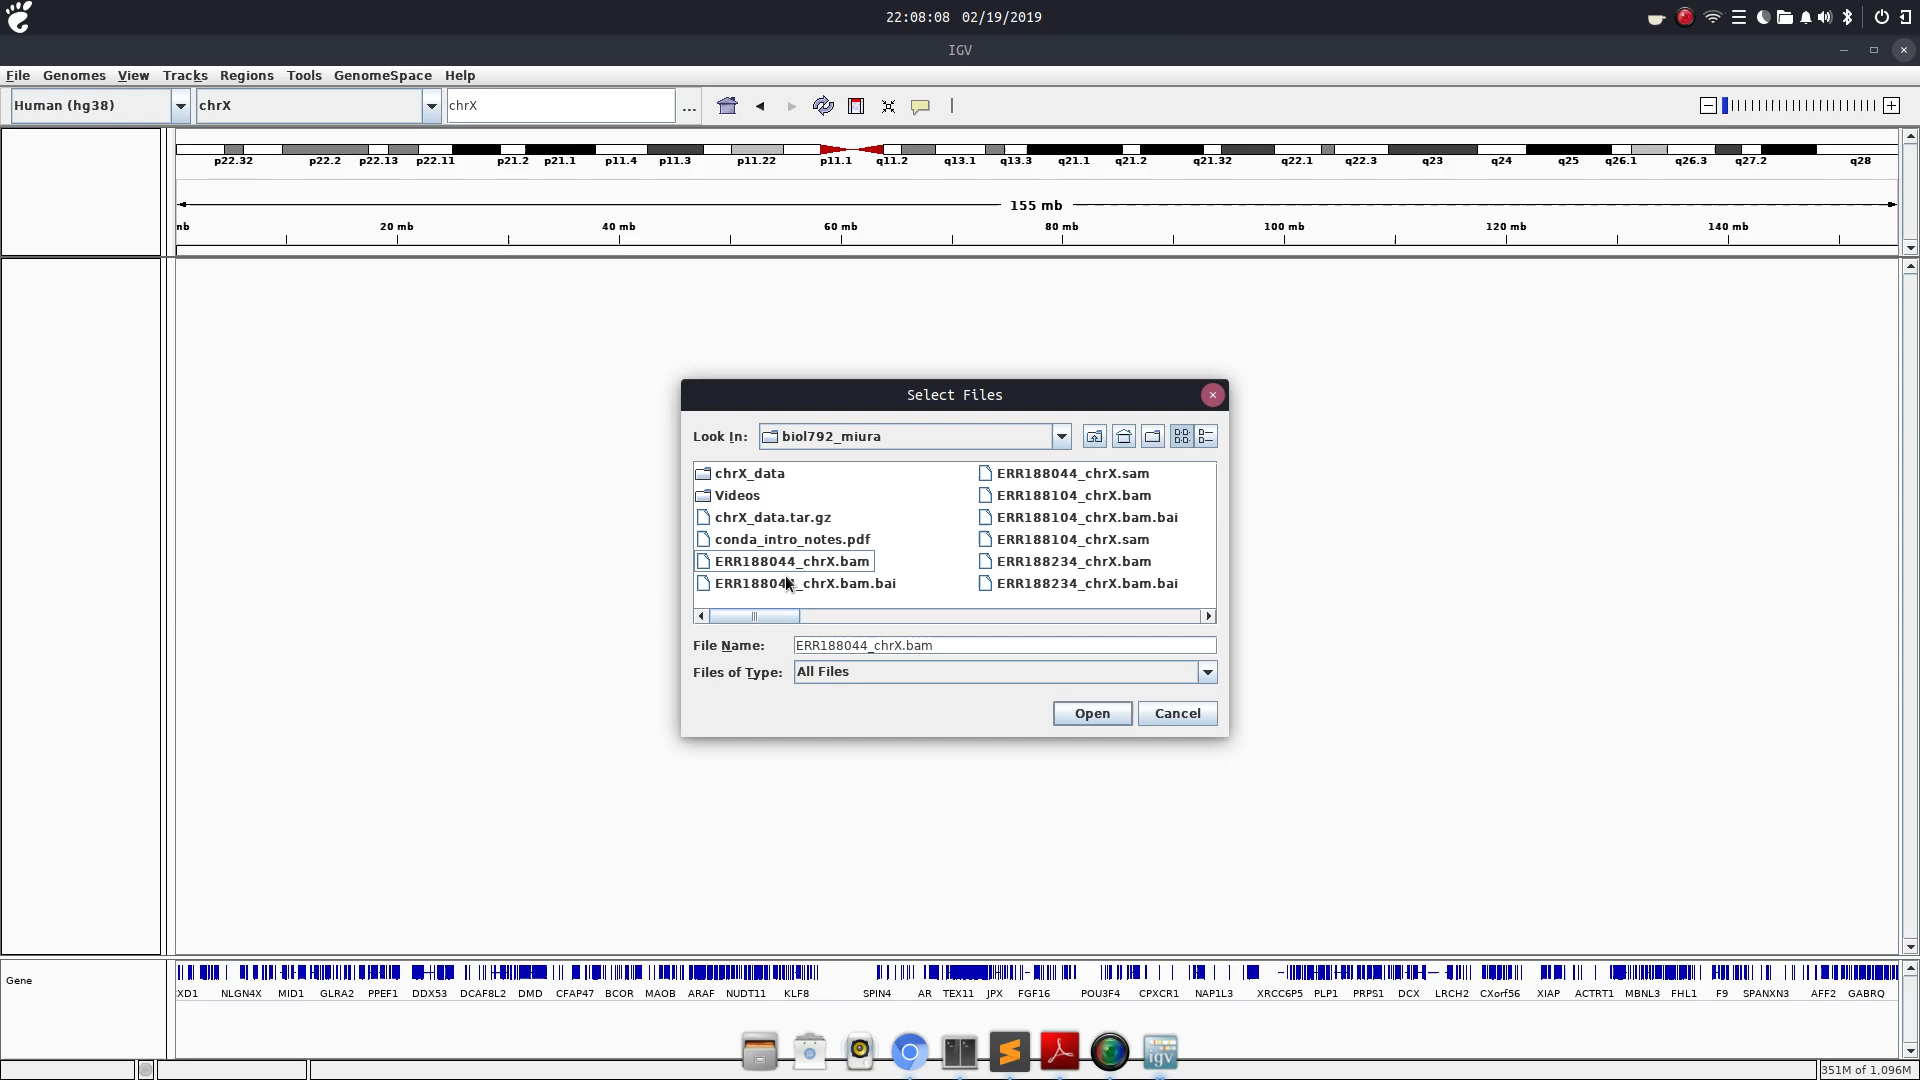 22:08:08 02/19/2019
IGV
File Genomes View Tracks Regions Tools GenomeSpace Help
Human (hg38) chrX chrX ...
p22.32 p22.2 p22.13 p22.11 p21.2 p21.1 p11.4 p11.3 p11.22 p11.1 q11.2 q13.1 q13.3 q21.1 q21.2 q21.32 q22.1 q22.3 q23 q24 q25 q26.1 q26.3 q27.2 q28
155 mb
nb 20 mb 40 mb 60 mb 80 mb 100 mb 120 mb 140 mb
Select Files
Look In: biol792_miura
chrX_data
Videos
chrX_data.tar.gz
conda_intro_notes.pdf
ERR188044_chrX.bam
ERR188044_chrX.bam.bai
ERR188044_chrX.sam
ERR188104_chrX.bam
ERR188104_chrX.bam.bai
ERR188104_chrX.sam
ERR188234_chrX.bam
ERR188234_chrX.bam.bai
File Name: ERR188044_chrX.bam
Files of Type: All Files
Open Cancel
Gene
XD1 NLGN4X MID1 GLRA2 PPEF1 DDX53 DCAF8L2 DMD CFAP47 BCOR MAOB ARAF NUDT11 KLF8 SPIN4 AR TEX11 JPX FGF16 POU3F4 CPXCR1 NAP1L3 XRCC6P5 PLP1 PRPS1 DCX LRCH2 CXorf56 XIAP ACTRT1 MBNL3 FHL1 F9 SPANXN3 AFF2 GABRQ
igv
351M of 1,096M